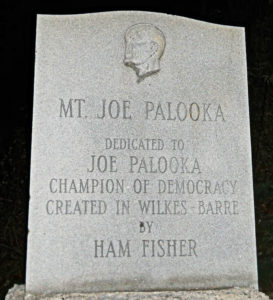 MT. JOE PALOOKA
DEDICATED TO
JOE PALOOKA
CHAMPION OF DEMOCRACY
CREATED IN WILKES-BARRE
BY
HAM FISHER